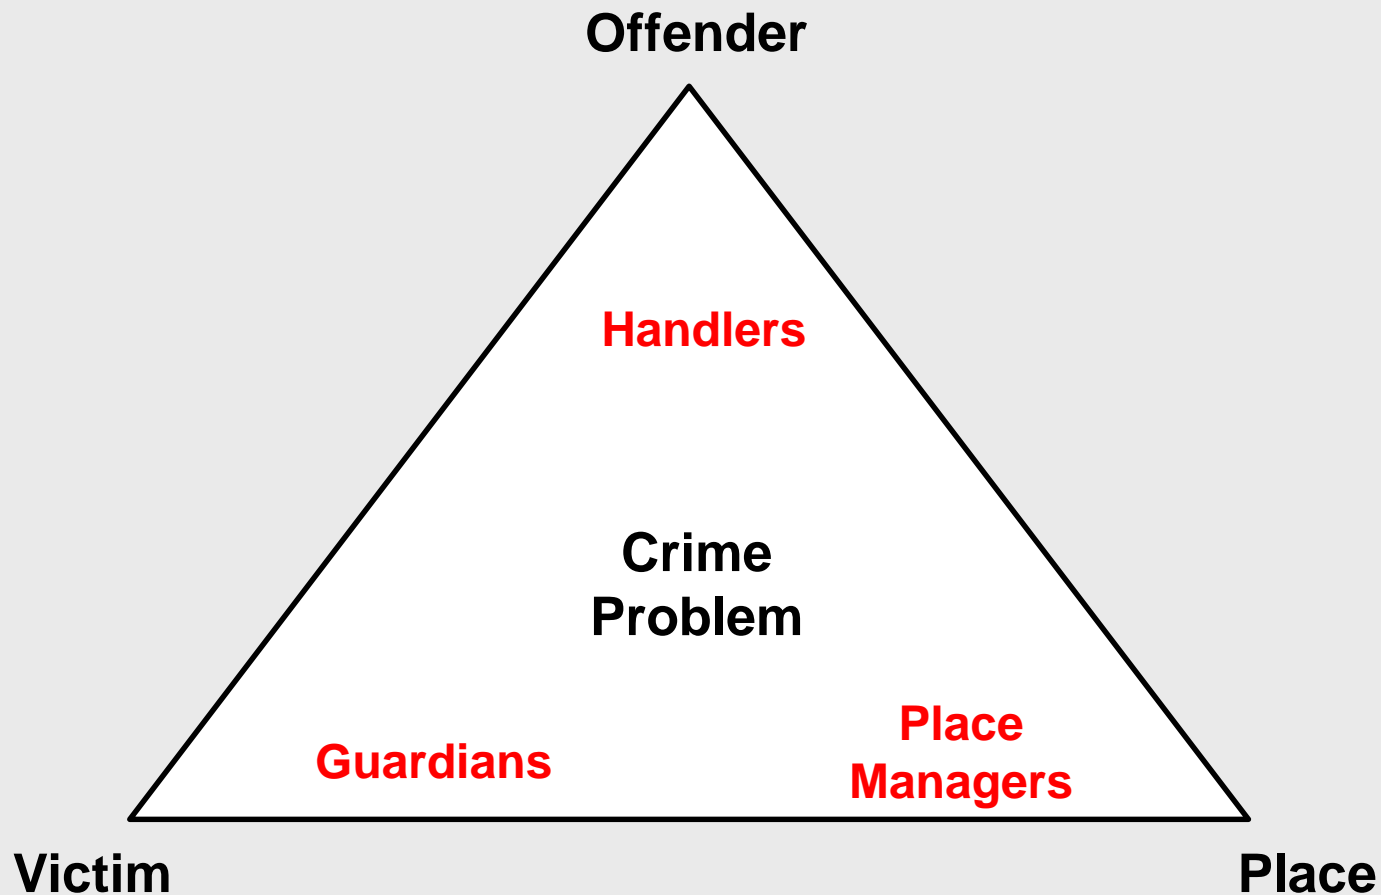 Offender
Handlers
Crime
Problem
Guardians
Place
Managers
Victim
Place